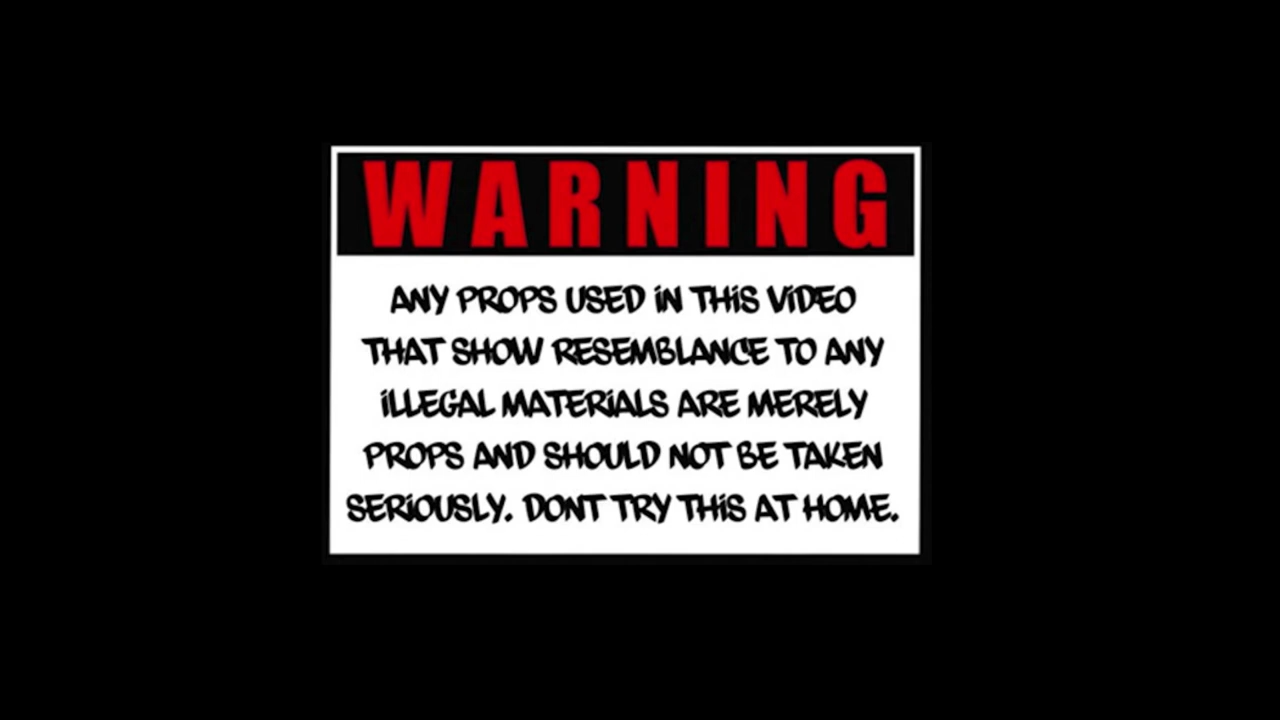 WARNING
ANY PROPS USED iN THiS ViDEO
THAT SHOW RESEMBLANCE TO ANY
iLLEGAL MATERiALS ARE MERELY
PROPS AND SHOULD NOT BE TAKEN
SERiOUSLY. DONT TRY THiS AT HOME.